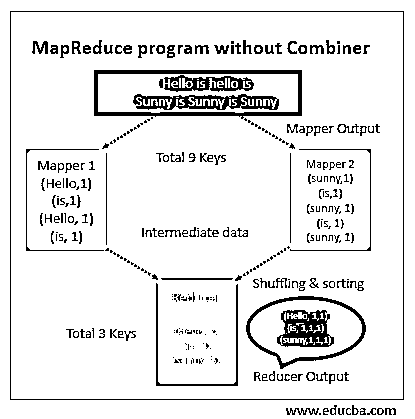 MapReduce program without Combiner
Hello is hello is
Sunny is Sunny is Sunny
Mapper Output
Mapper 1
(Hello,1)
(is,1)
(Hello, 1)
(is, 1)
Total 9 Keys
Mapper 2
(sunny,1)
(is,1)
(sunny, 1)
(is, 1)
(sunny, 1)
Intermediate data
Shuffling & sorting
Total 3 Keys
(Hello,1,1)
(is,1,1,1)
(sunny,1,1,1)
Reducer Output
www.educba.com